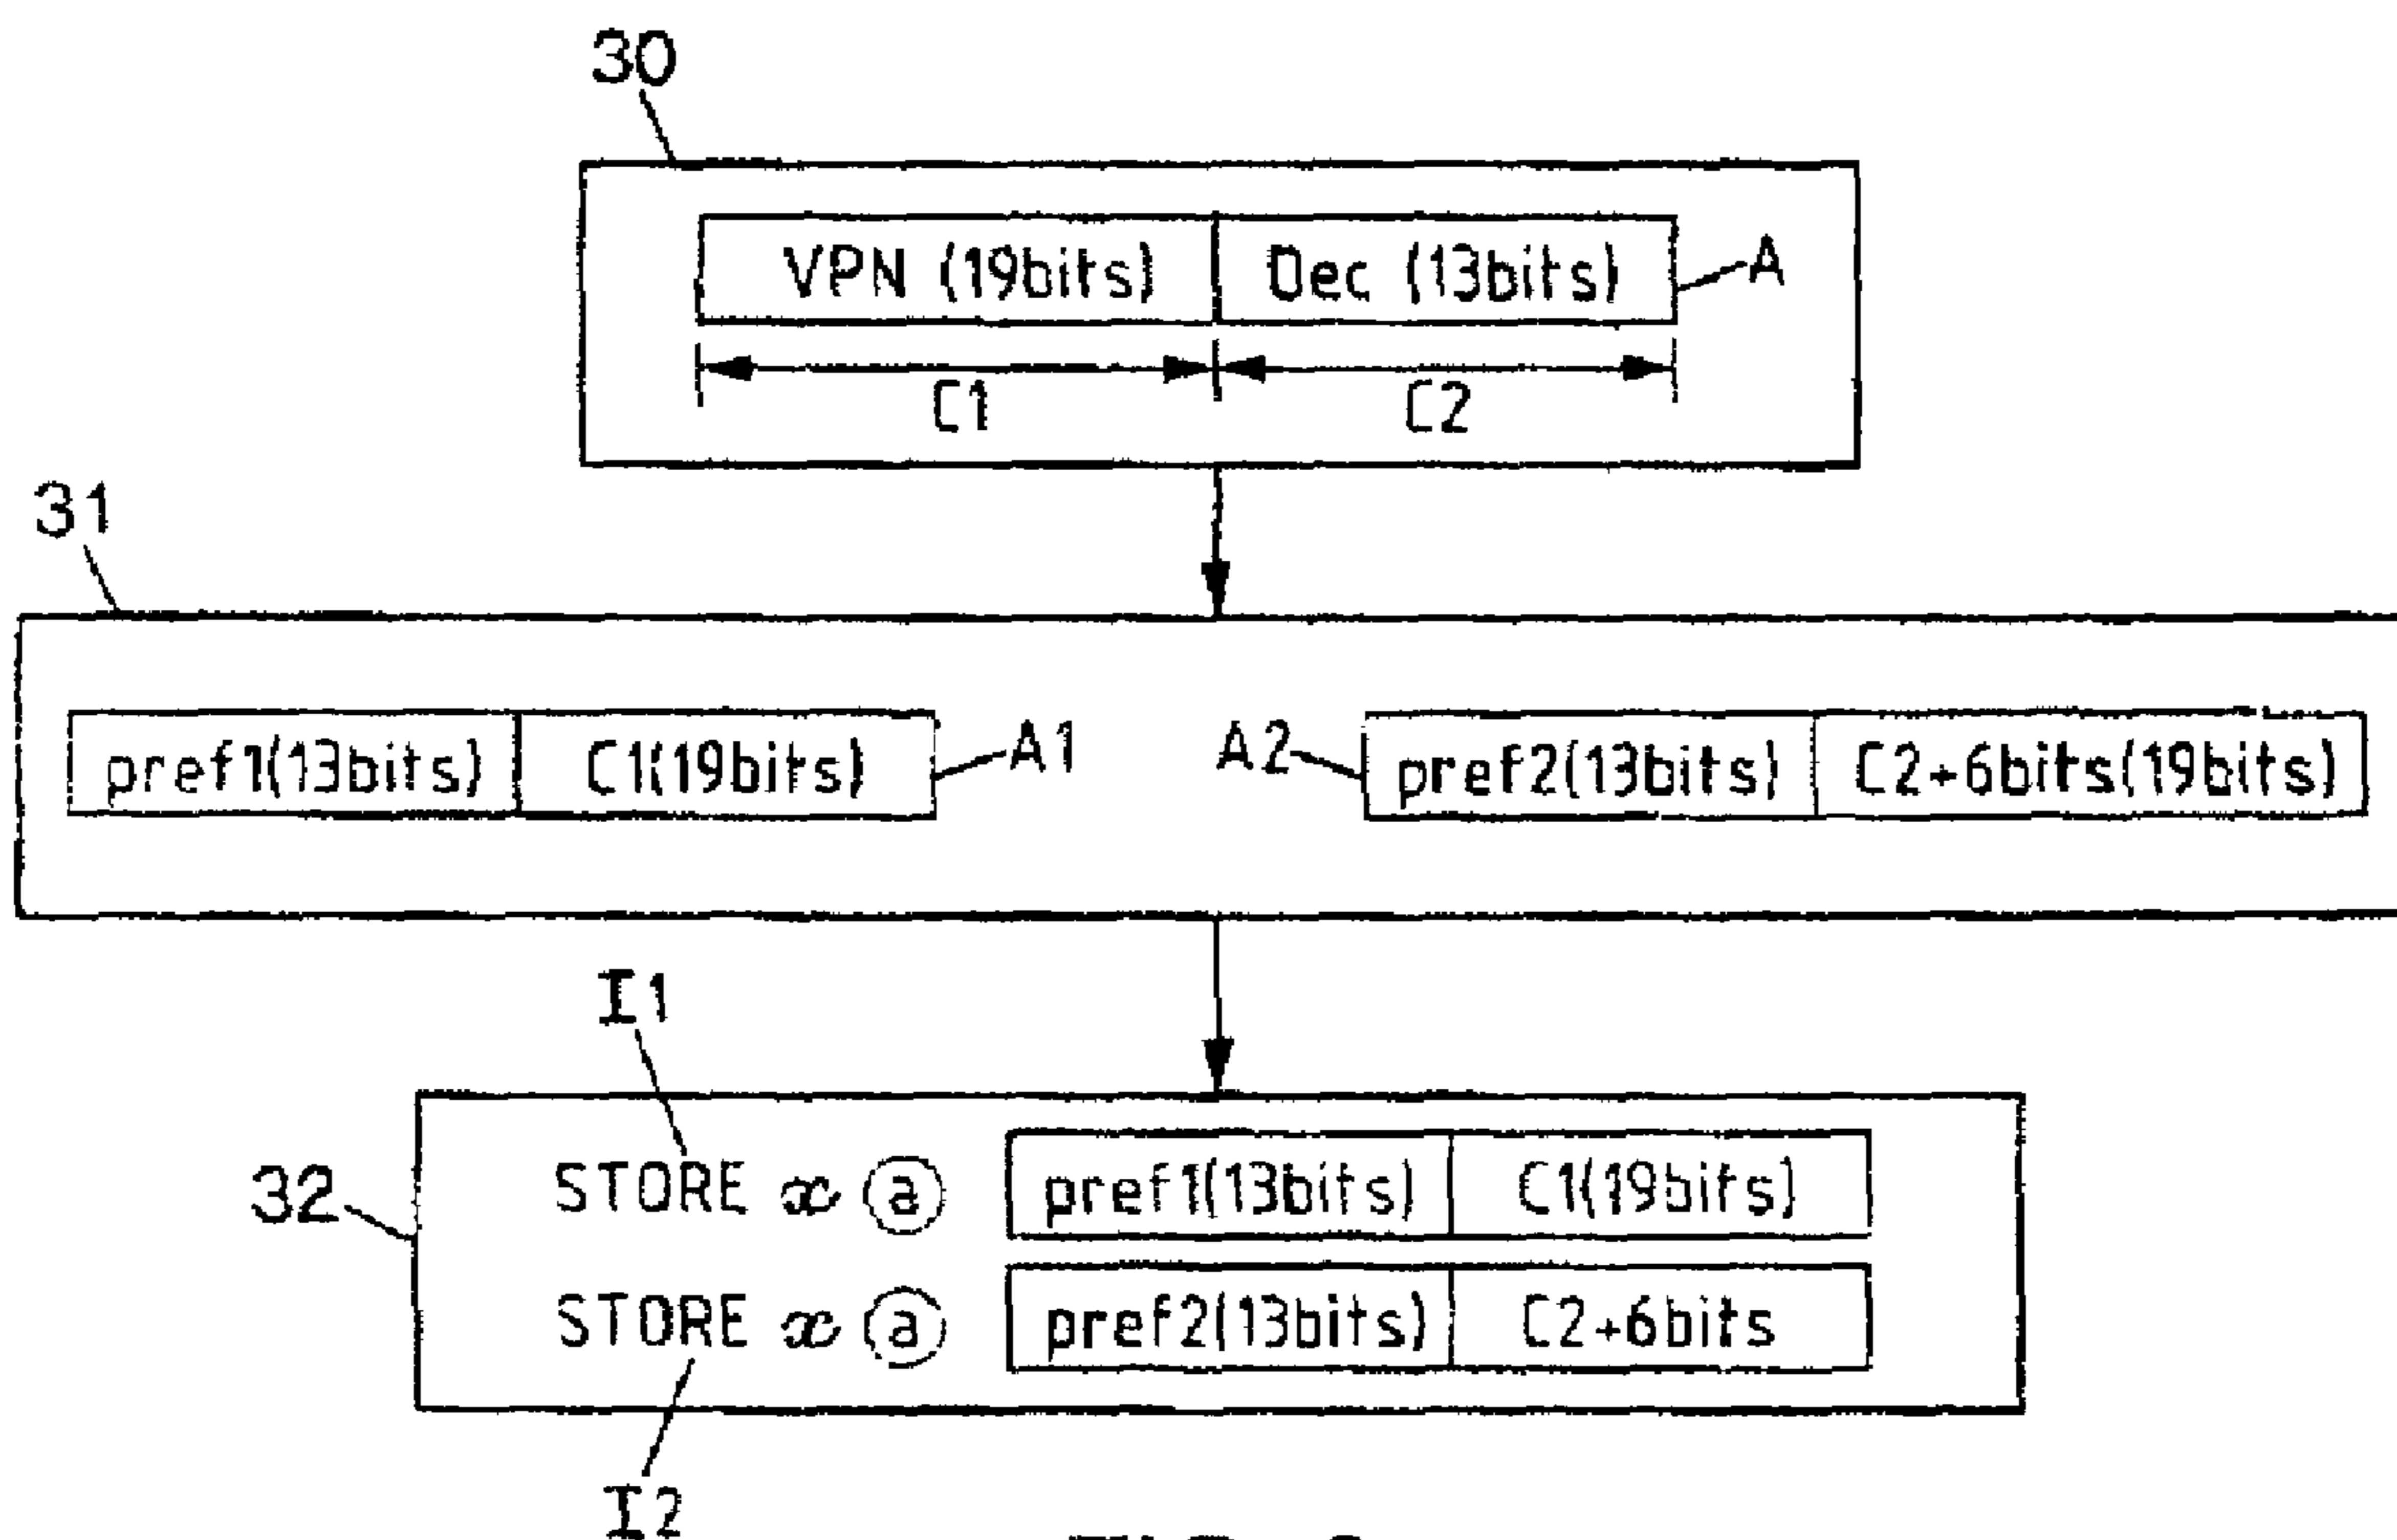 30
VPN (19bits) Dec (13bits) A
C1 C2
31
pref1(13bits) C1(19bits) A1 A2 pref2(13bits) C2+6bits(19bits)
I1
32 STORE x @ pref1(13bits) C1(19bits)
STORE x @ pref2(13bits) C2+6bits
I2